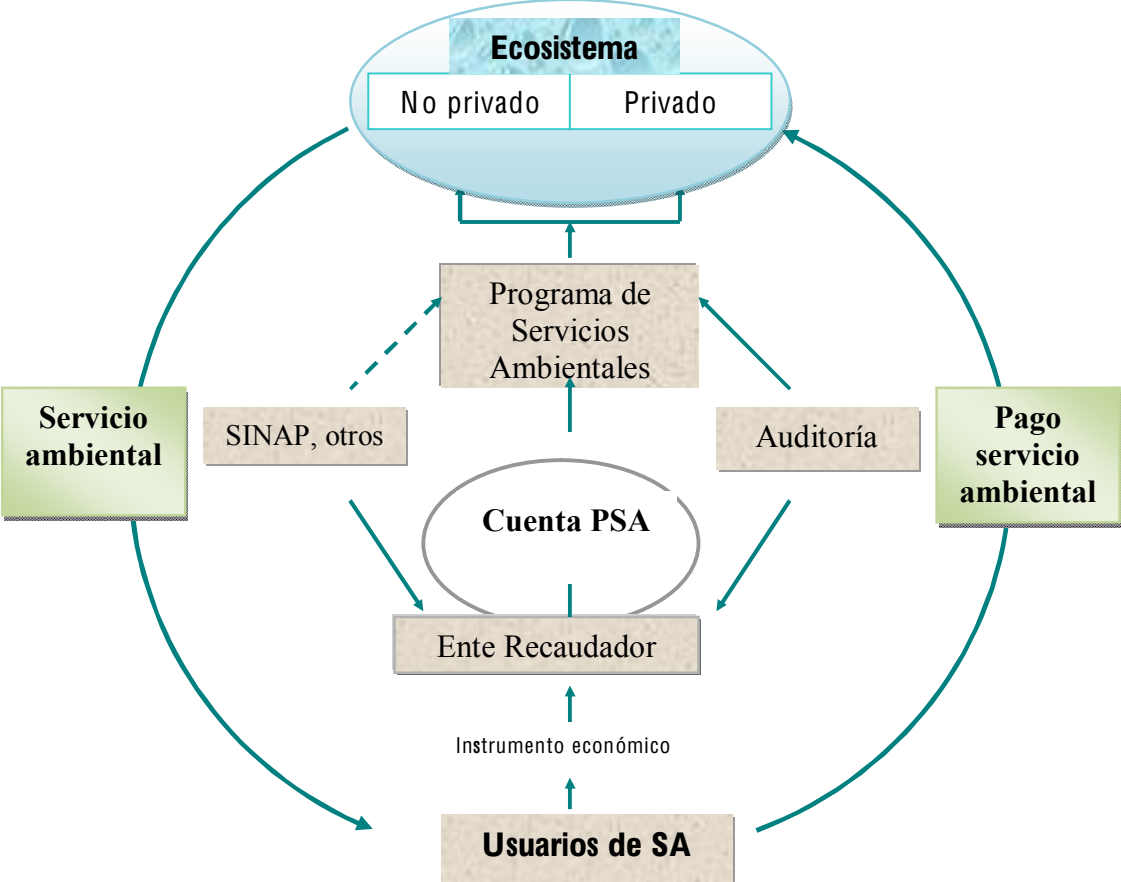 Ecosistema
No privado
Privado
Programa de
Servicios
Ambientales
Servicio
ambiental
SINAP, otros
Auditoría
Pago
servicio
ambiental
Cuenta PSA
Ente Recaudador
Instrumento económico
Usuarios de SA